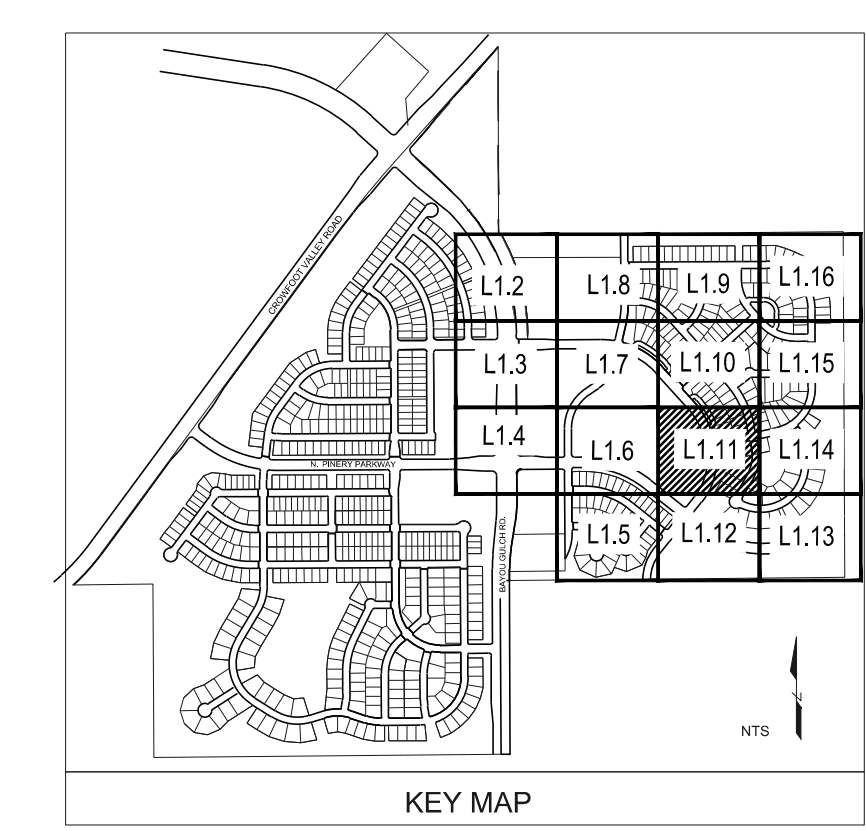 CROWFOOT VALLEY ROAD
L1.2
L1.8
L1.9
L1.16
L1.3
L1.7
L1.10
L1.15
L1.4
L1.6
L1.11
L1.14
N. PINERY PARKWAY
BAYOU GULCH RD.
L1.5
L1.12
L1.13
N
NTS
KEY MAP